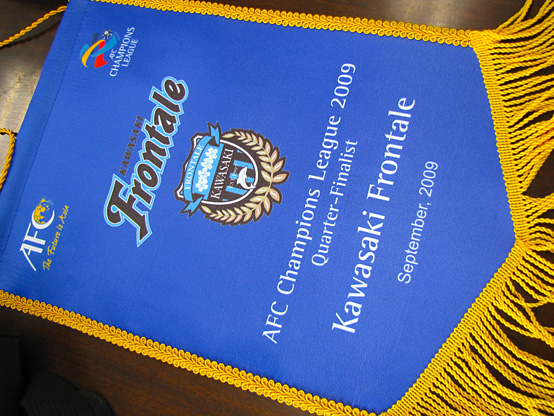 AFC
The Future is Asia
AFC
CHAMPIONS
LEAGUE
KAWASAKI
Frontale
FRONTALE
KAWASAKI
AFC Champions League 2009
Quarter-Finalist
Kawasaki Frontale
September, 2009